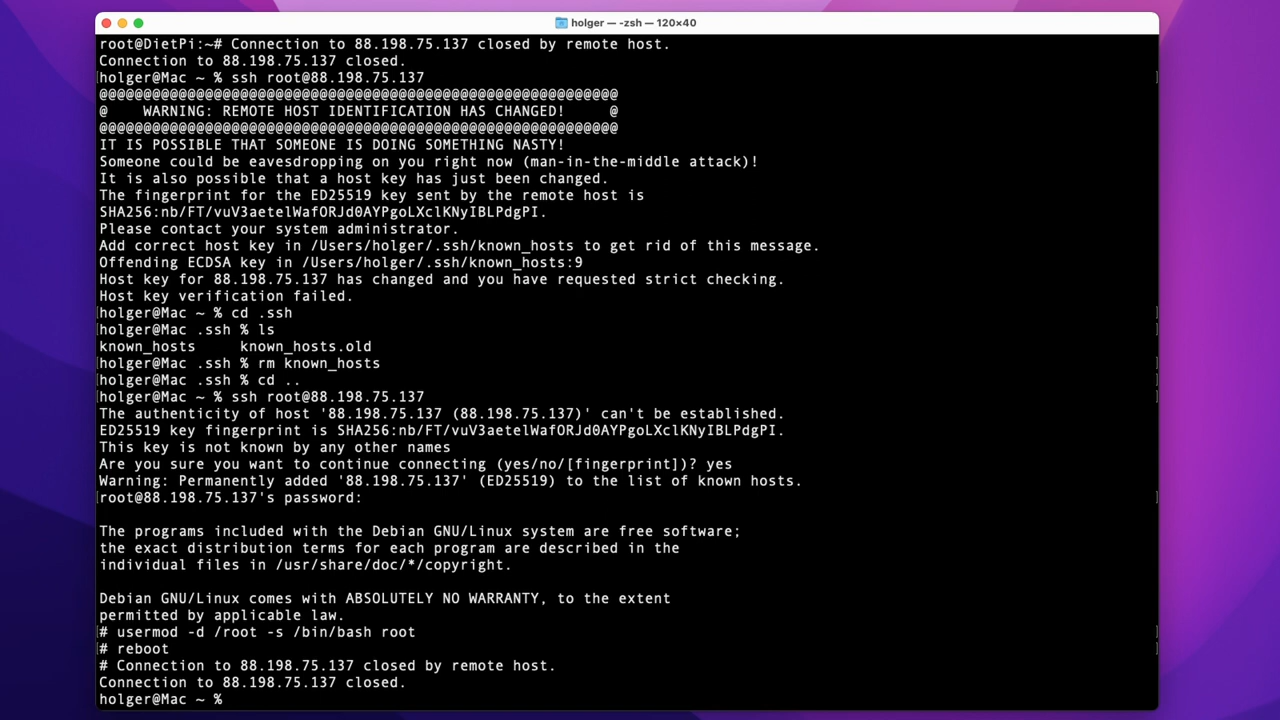 holger — -zsh — 120×40
root@DietPi:~# Connection to 88.198.75.137 closed by remote host.
Connection to 88.198.75.137 closed.
holger@Mac ~ % ssh root@88.198.75.137
@@@@@@@@@@@@@@@@@@@@@@@@@@@@@@@@@@@@@@@@@@@@@@@@@@@@@@@@@@@
@    WARNING: REMOTE HOST IDENTIFICATION HAS CHANGED!     @
@@@@@@@@@@@@@@@@@@@@@@@@@@@@@@@@@@@@@@@@@@@@@@@@@@@@@@@@@@@
IT IS POSSIBLE THAT SOMEONE IS DOING SOMETHING NASTY!
Someone could be eavesdropping on you right now (man-in-the-middle attack)!
It is also possible that a host key has just been changed.
The fingerprint for the ED25519 key sent by the remote host is
SHA256:nb/FT/vuV3aetelWafORJd0AYPgoLXclKNyIBLPdgPI.
Please contact your system administrator.
Add correct host key in /Users/holger/.ssh/known_hosts to get rid of this message.
Offending ECDSA key in /Users/holger/.ssh/known_hosts:9
Host key for 88.198.75.137 has changed and you have requested strict checking.
Host key verification failed.
holger@Mac ~ % cd .ssh
holger@Mac .ssh % ls
known_hosts     known_hosts.old
holger@Mac .ssh % rm known_hosts
holger@Mac .ssh % cd ..
holger@Mac ~ % ssh root@88.198.75.137
The authenticity of host '88.198.75.137 (88.198.75.137)' can't be established.
ED25519 key fingerprint is SHA256:nb/FT/vuV3aetelWafORJd0AYPgoLXclKNyIBLPdgPI.
This key is not known by any other names
Are you sure you want to continue connecting (yes/no/[fingerprint])? yes
Warning: Permanently added '88.198.75.137' (ED25519) to the list of known hosts.
root@88.198.75.137's password:
The programs included with the Debian GNU/Linux system are free software;
the exact distribution terms for each program are described in the
individual files in /usr/share/doc/*/copyright.
Debian GNU/Linux comes with ABSOLUTELY NO WARRANTY, to the extent
permitted by applicable law.
# usermod -d /root -s /bin/bash root
# reboot
# Connection to 88.198.75.137 closed by remote host.
Connection to 88.198.75.137 closed.
holger@Mac ~ %